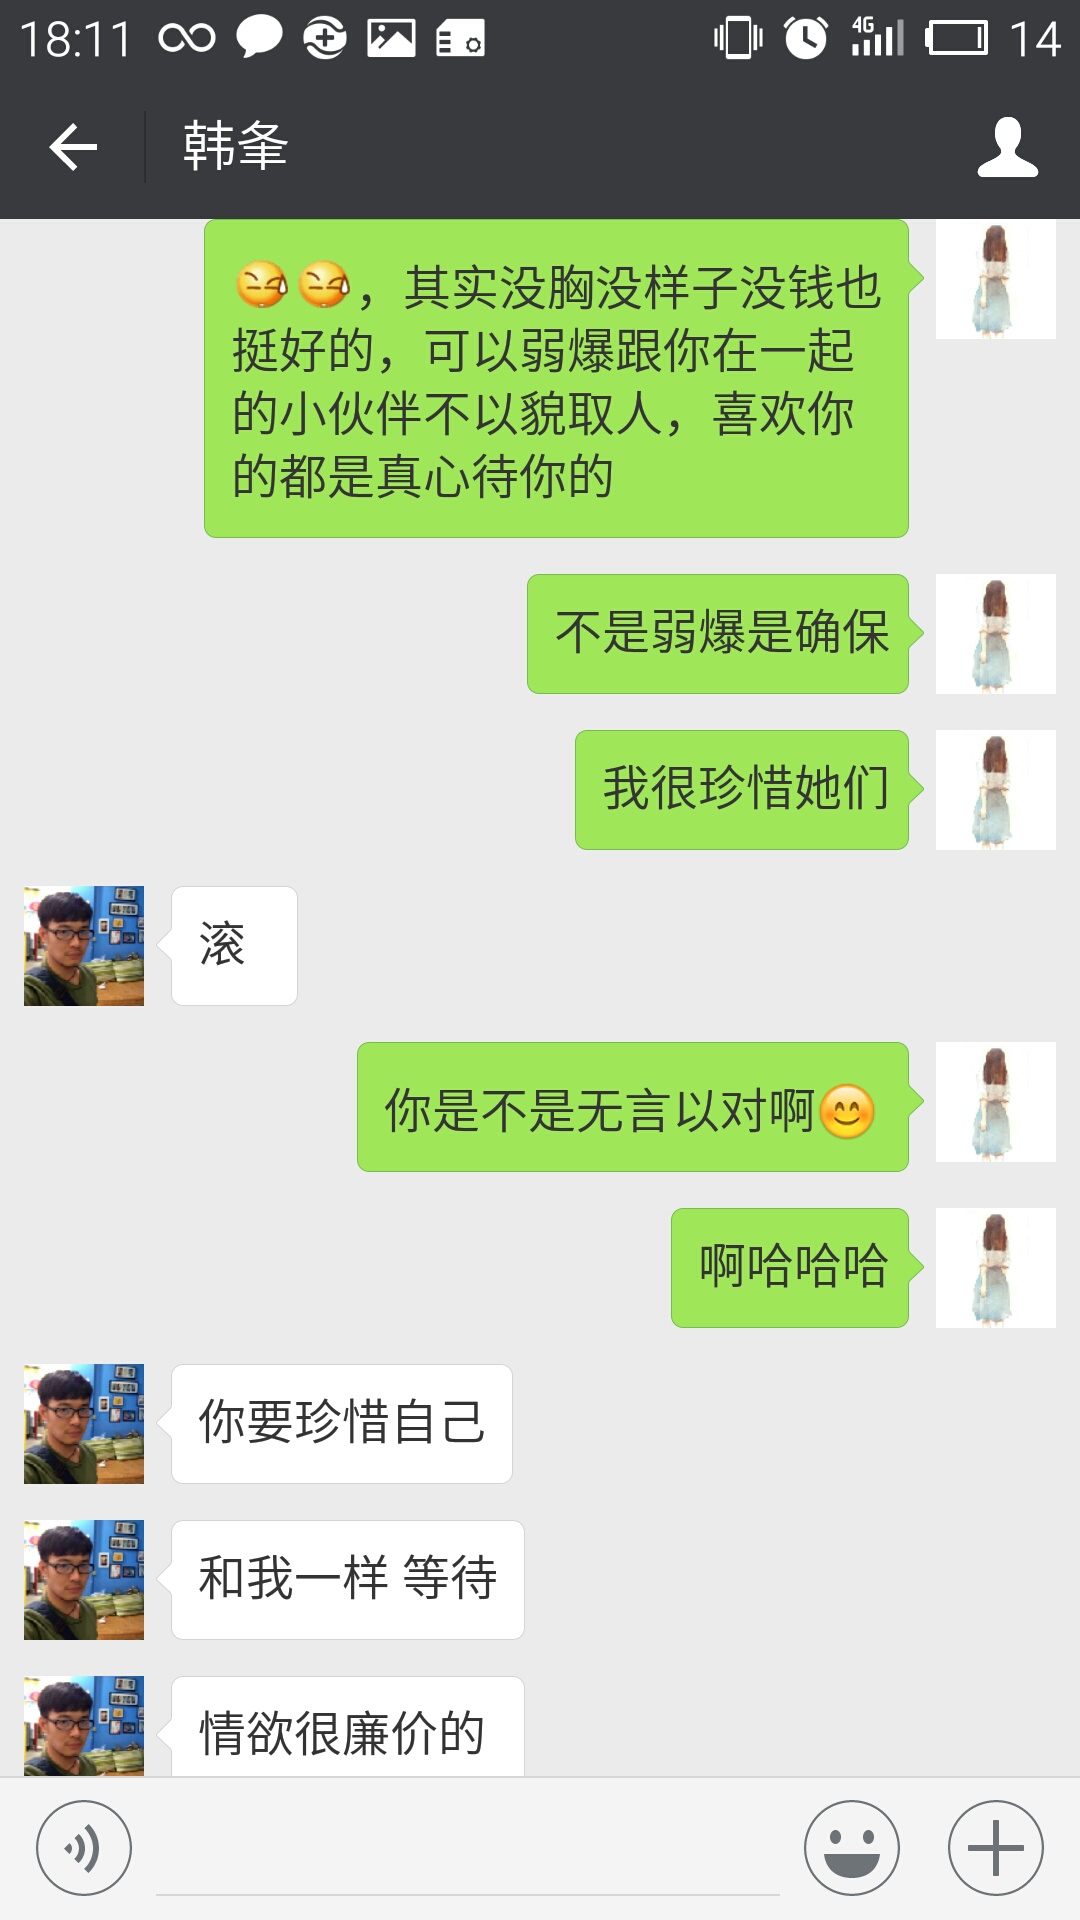 18:11
4G
14
韩夆
，其实没胸没样子没钱也
挺好的，可以弱爆跟你在一起
的小伙伴不以貌取人，喜欢你
的都是真心待你的
不是弱爆是确保
我很珍惜她们
滚
你是不是无言以对啊
啊哈哈哈
你要珍惜自己
和我一样 等待
情欲很廉价的